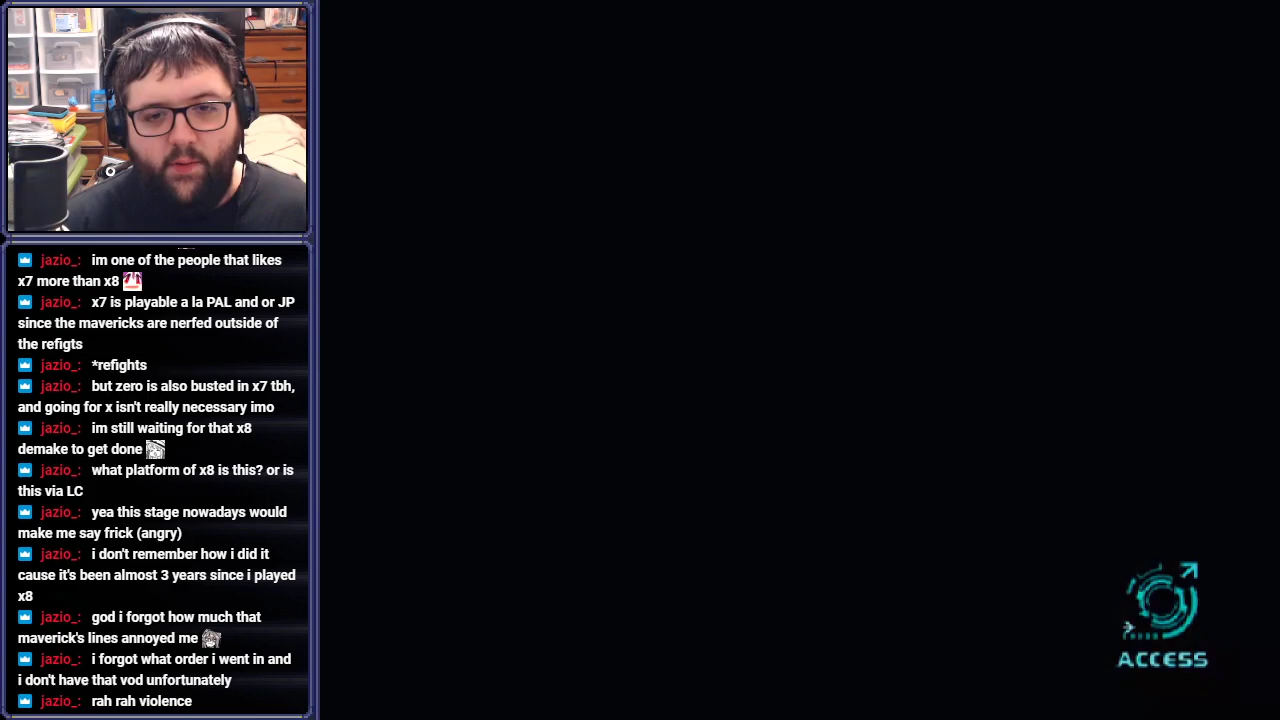 jazio_: im one of the people that likes
x7 more than x8
jazio_: x7 is playable a la PAL and or JP
since the mavericks are nerfed outside of
the refigts
jazio_: *refights
jazio_: but zero is also busted in x7 tbh,
and going for x isn't really necessary imo
jazio_: im still waiting for that x8
demake to get done
jazio_: what platform of x8 is this? or is
this via LC
jazio_: yea this stage nowadays would
make me say frick (angry)
jazio_: i don't remember how i did it
cause it's been almost 3 years since i played
x8
jazio_: god i forgot how much that
maverick's lines annoyed me
jazio_: i forgot what order i went in and
i don't have that vod unfortunately
jazio_: rah rah violence
ACCESS